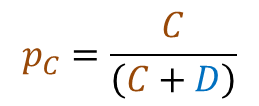 p_C = C / (C + D)